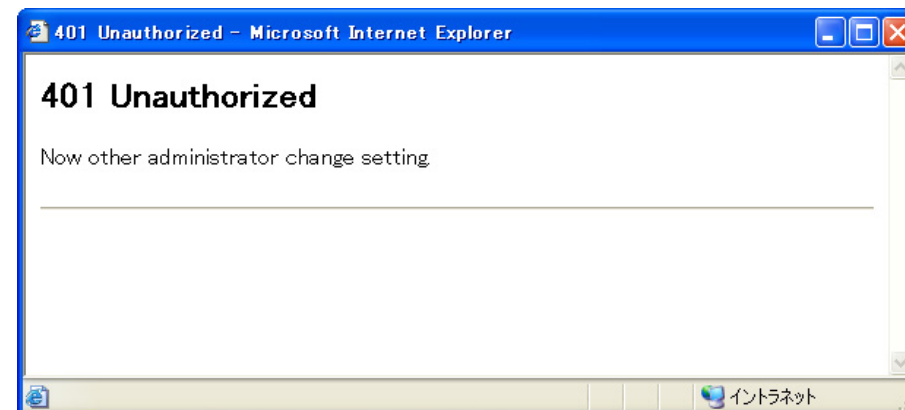 401 Unauthorized - Microsoft Internet Explorer
401 Unauthorized
Now other administrator change setting.
イントラネット